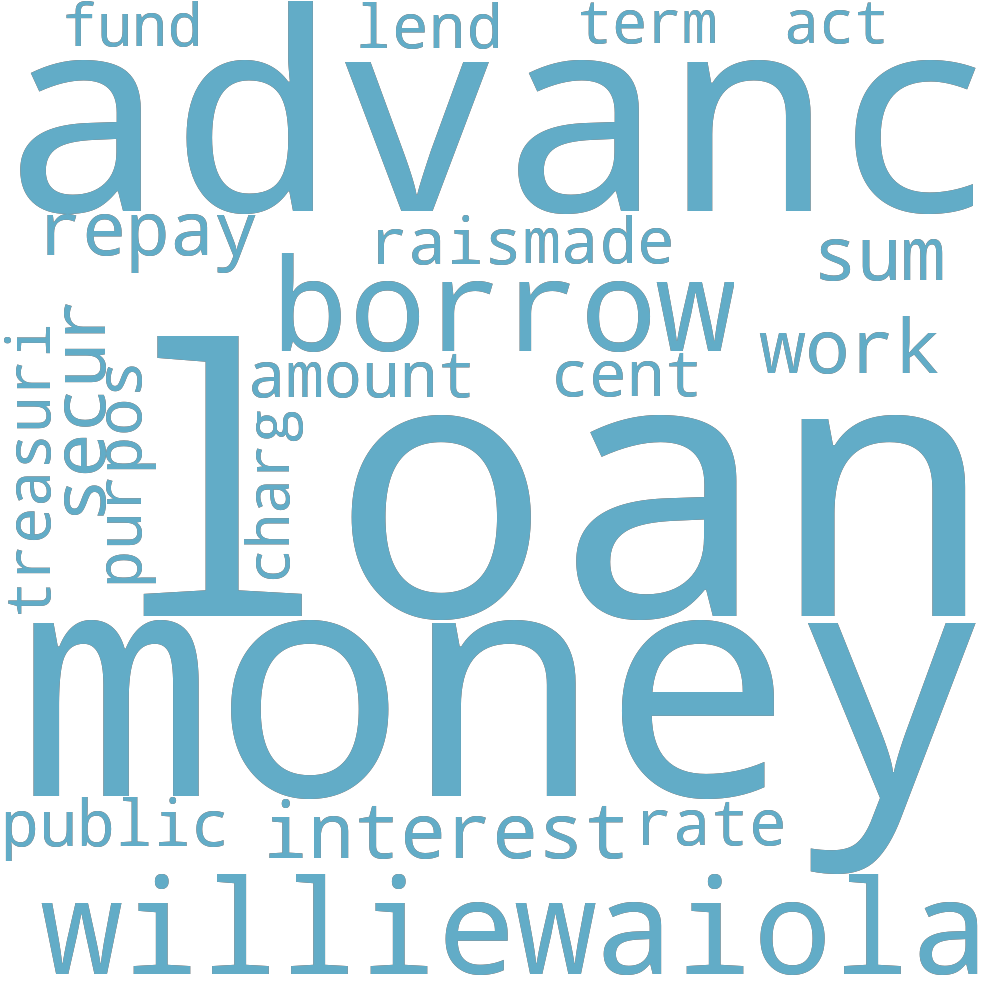 fund lend term act
advanc
repay raismade sum
borrow
work
amount cent
treasuri
secur
purpos
charg
loan
money
public interest rate
williewaiola